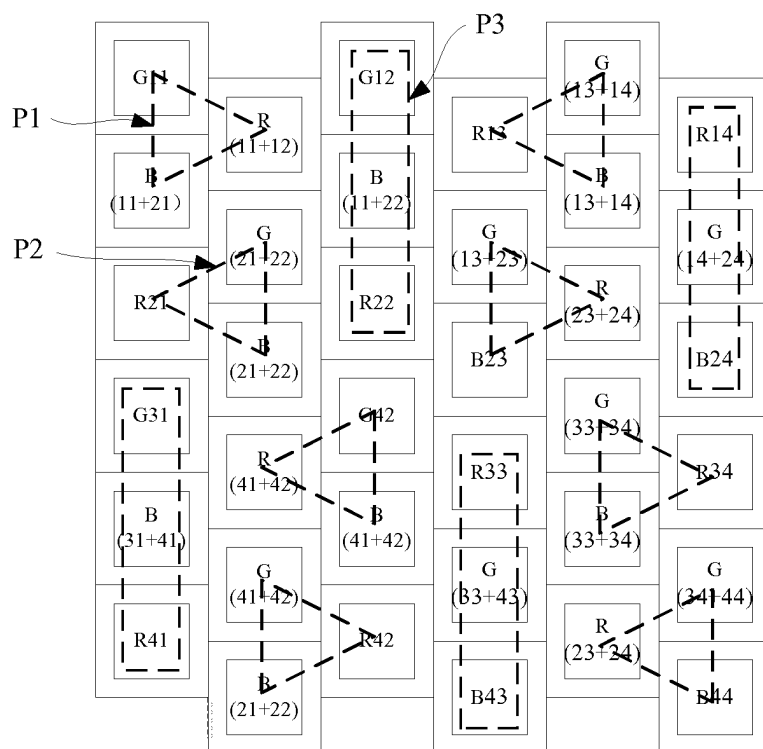 P3
G11
G12
G
(13+14)
P1
R
(11+12)
R13
R14
B
(11+21）
B
(11+22)
B
(13+14)
P2
G
(21+22)
G
(13+23)
G
(14+24)
R21
R22
R
(23+24)
B
(21+22)
B23
B24
G31
G42
G
(33+34)
R
(41+42)
R33
R34
B
(31+41)
B
(41+42)
B
(33+34)
G
(41+42)
G
(33+43)
G
(34+44)
R41
R42
R
(23+24)
B
(21+22)
B43
B44